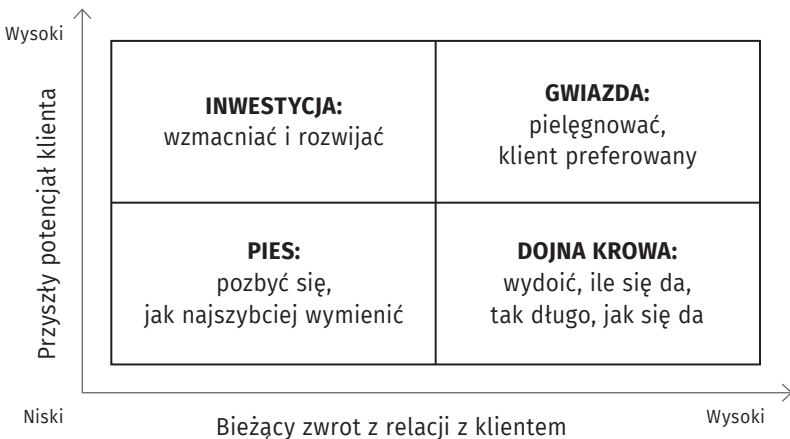 Wysoki
INWESTYCJA:
wzmacniać i rozwijać
GWIAZDA:
pielęgnować,
klient preferowany
Przyszły potencjał klienta
PIES:
pozbyć się,
jak najszybciej wymienić
DOJNA KROWA:
wydoić, ile się da,
tak długo, jak się da
Niski
Bieżący zwrot z relacji z klientem
Wysoki